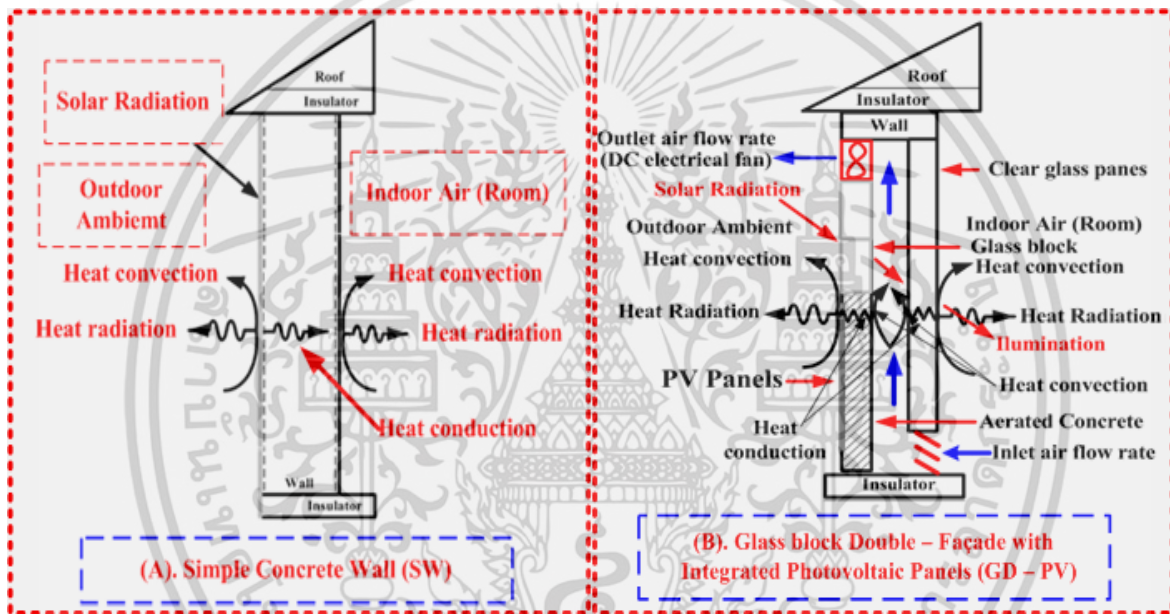 Roof
Insulator
Solar Radiation
Outdoor
Ambiemt
Indoor Air (Room)
Heat convection
Heat convection
Heat radiation
Heat radiation
Heat conduction
Wall
Insulator
(A). Simple Concrete Wall (SW)
Roof
Insulator
Wall
Outlet air flow rate
(DC electrical fan)
Clear glass panes
Solar Radiation
Outdoor Ambient
Indoor Air (Room)
Glass block
Heat convection
Heat convection
Heat Radiation
Heat Radiation
Ilumination
PV Panels
Heat convection
Heat
conduction
Aerated Concrete
Inlet air flow rate
Insulator
(B). Glass block Double – Façade with
Integrated Photovoltaic Panels (GD – PV)